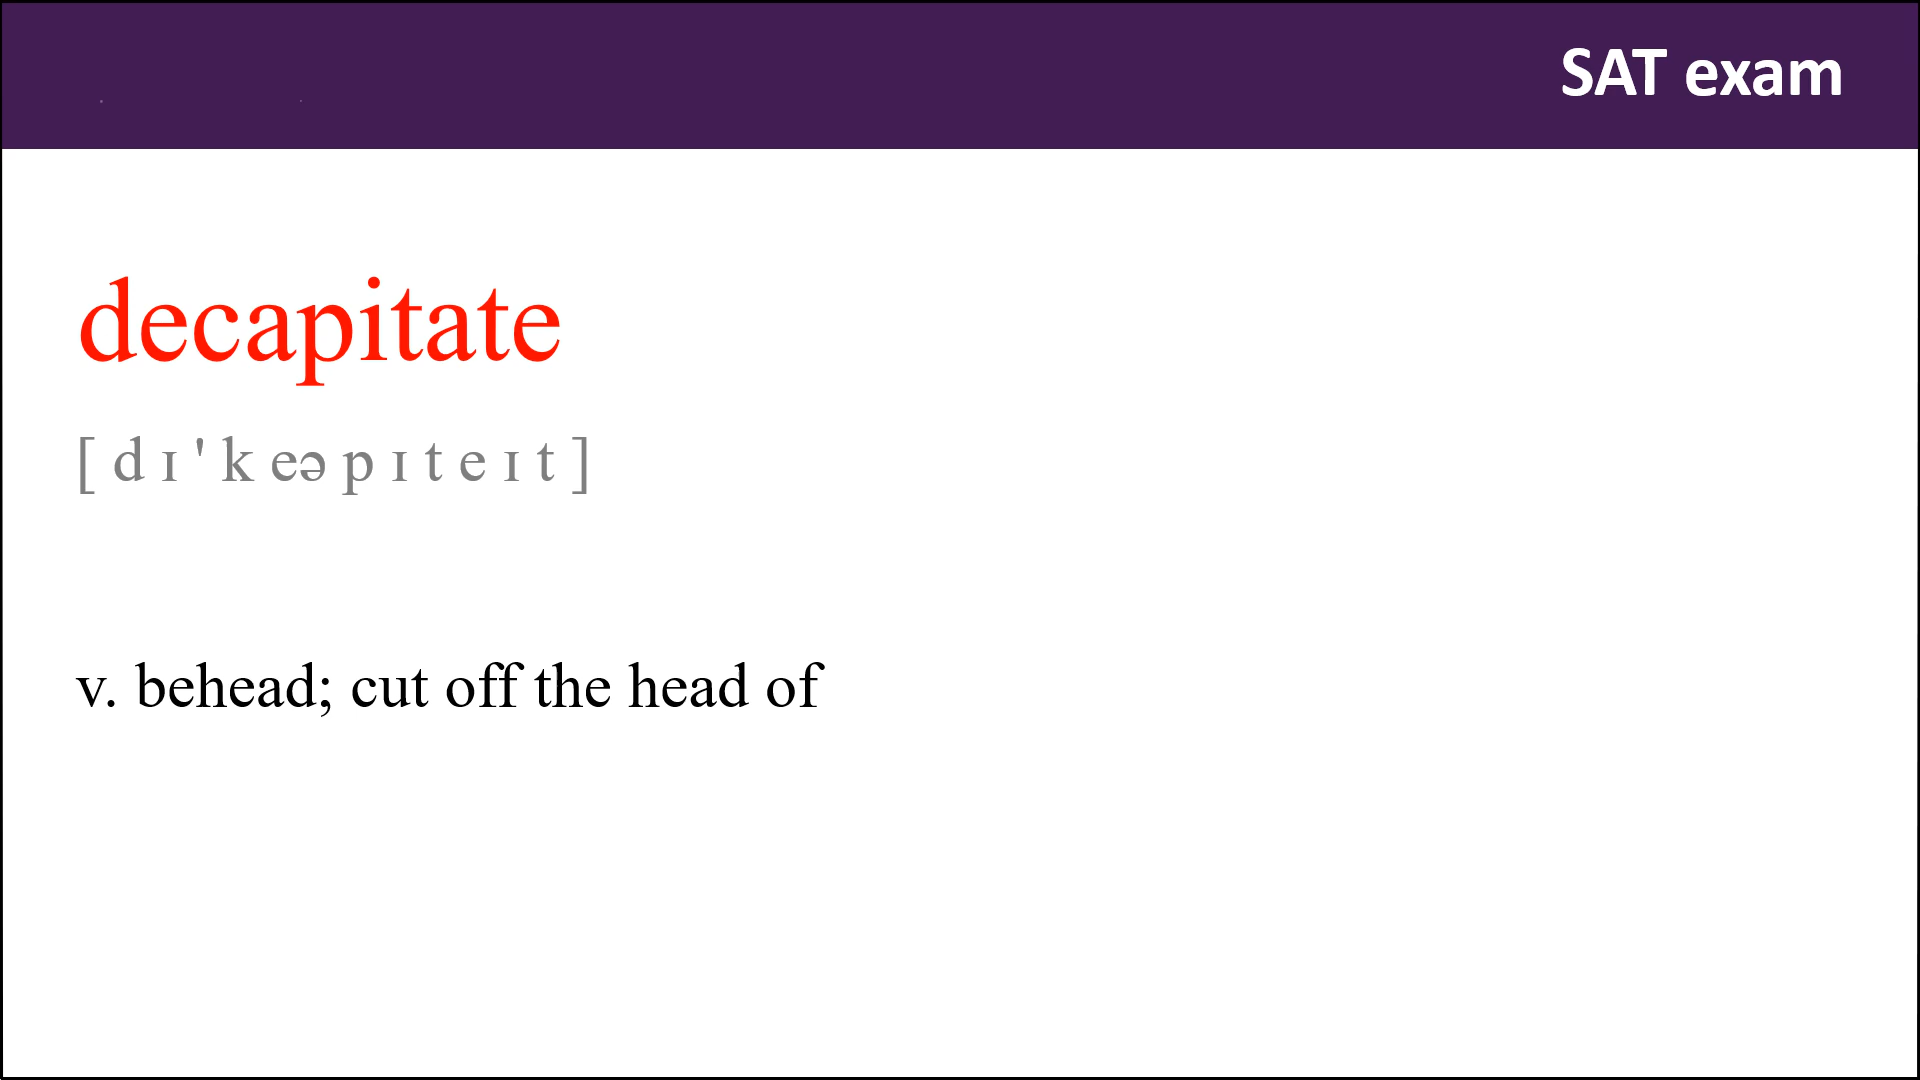 SAT exam
decapitate
[ d ɪ ' k eə p ɪ t e ɪ t ]
v. behead; cut off the head of